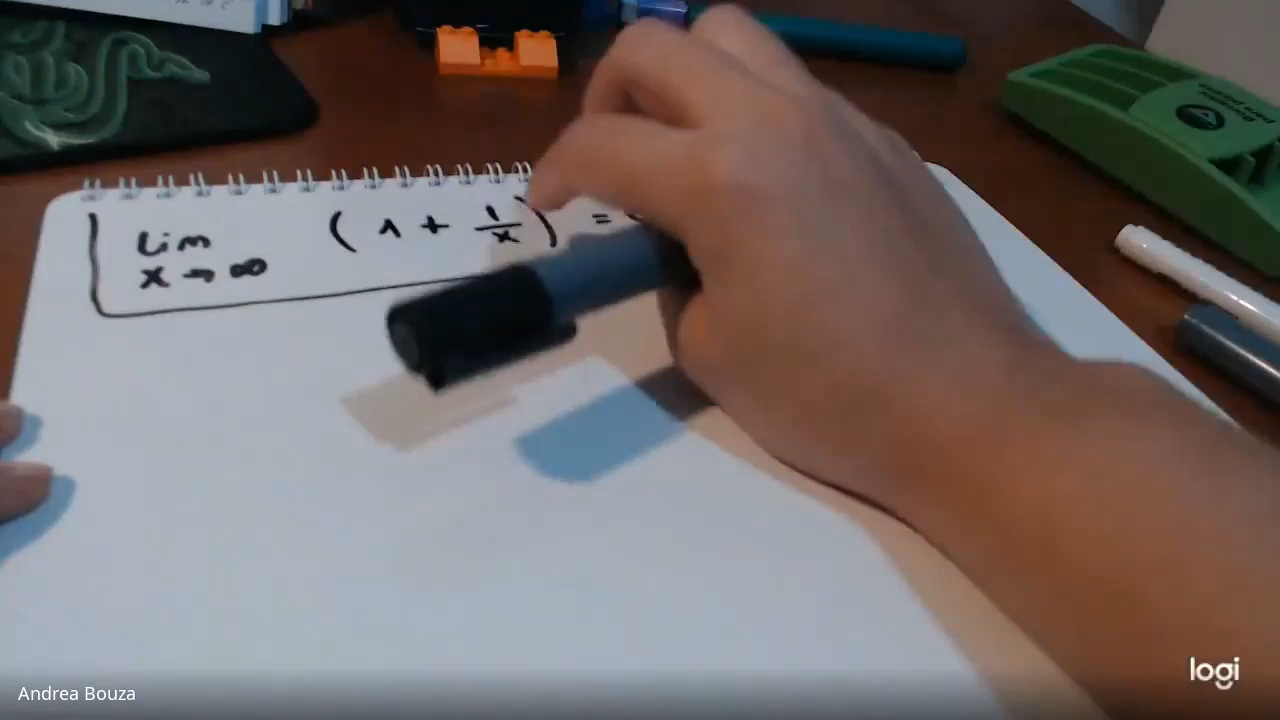 lim (1 + 1/x) =
x → ∞
Andrea Bouza
logi